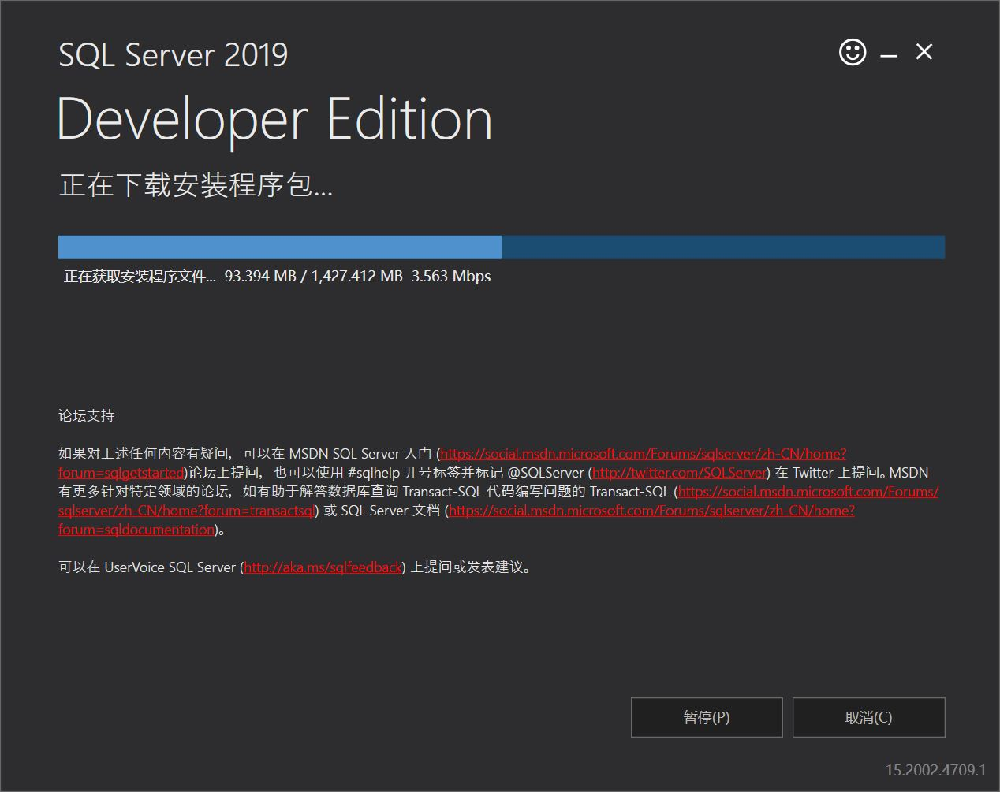 SQL Server 2019
Developer Edition
正在下载安装程序包...
正在获取安装程序文件... 93.394 MB / 1,427.412 MB 3.563 Mbps
论坛支持
如果对上述任何内容有疑问，可以在 MSDN SQL Server 入门 (https://social.msdn.microsoft.com/Forums/sqlserver/zh-CN/home?
forum=sqlgetstarted)论坛上提问，也可以使用 #sqlhelp 井号标签并标记 @SQLServer (http://twitter.com/SQLServer) 在 Twitter 上提问。MSDN
有更多针对特定领域的论坛，如有助于解答数据库查询 Transact-SQL 代码编写问题的 Transact-SQL (https://social.msdn.microsoft.com/Forums/
sqlserver/zh-CN/home?forum=transactsql) 或 SQL Server 文档 (https://social.msdn.microsoft.com/Forums/sqlserver/zh-CN/home?
forum=sqldocumentation)。
可以在 UserVoice SQL Server (http://aka.ms/sqlfeedback) 上提问或发表建议。
暂停(P) 取消(C)
15.2002.4709.1